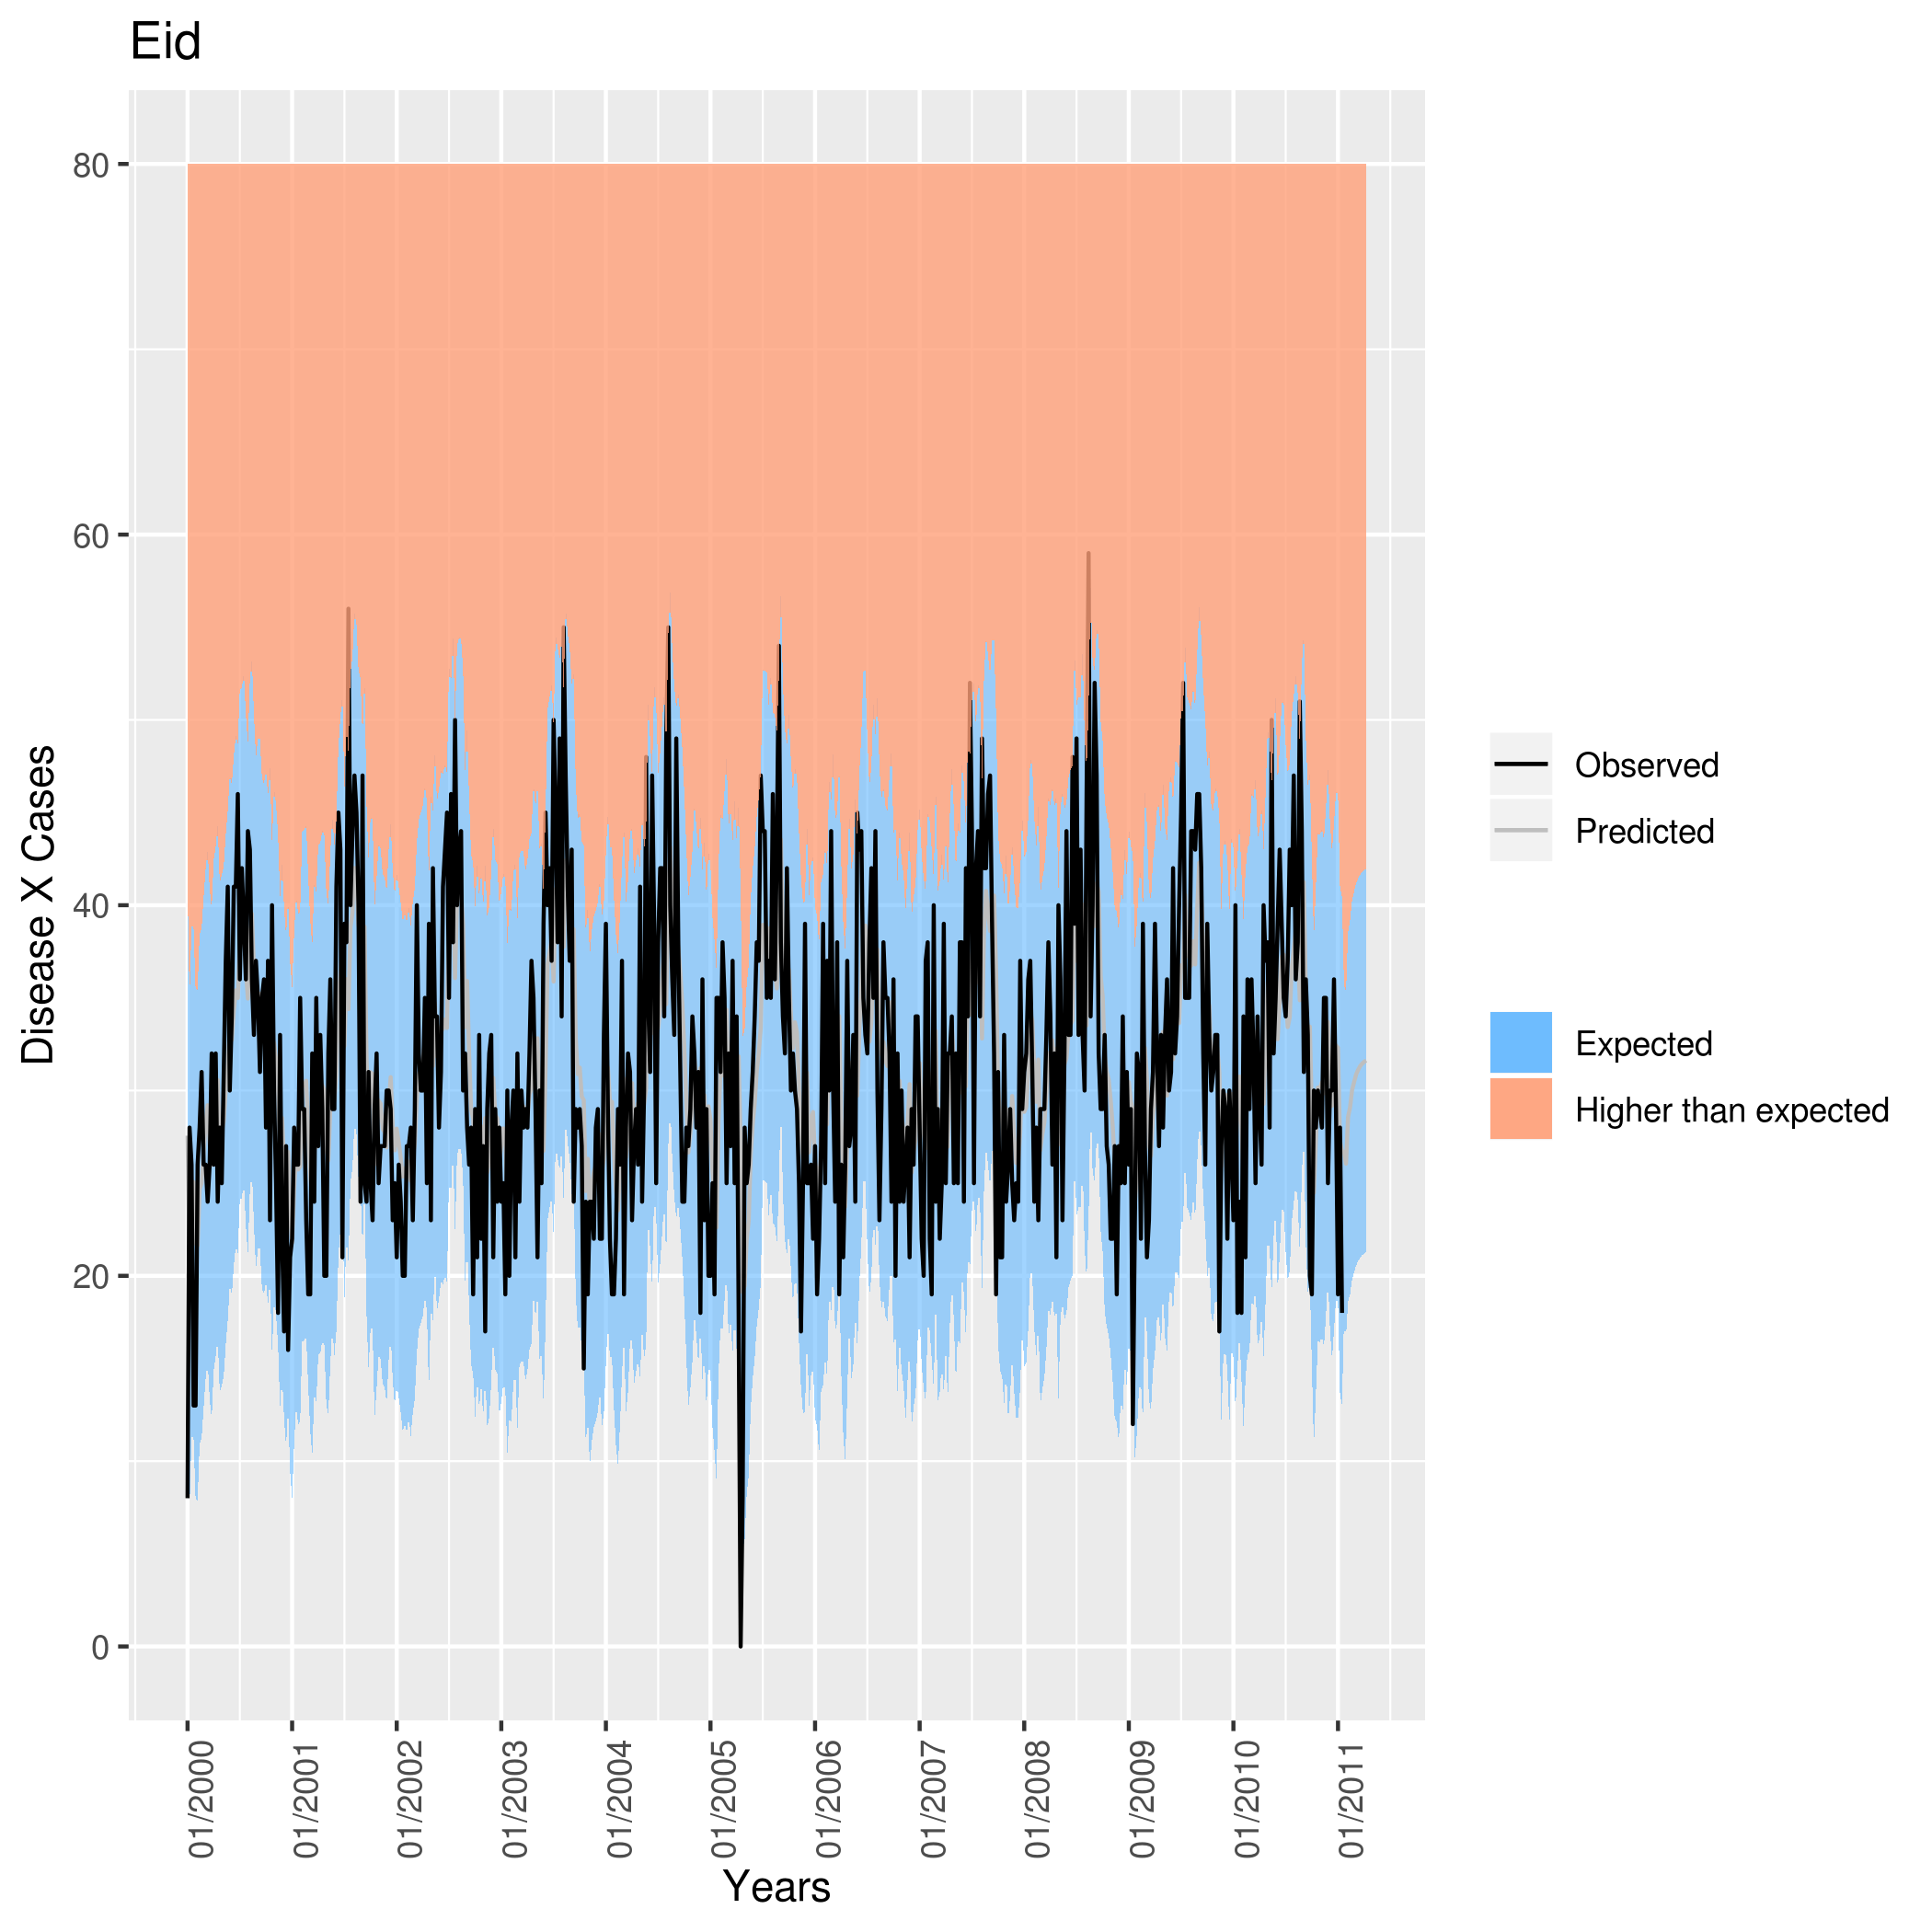 Eid
Disease X Cases
80
60
40
20
0
01/2000
01/2001
01/2002
01/2003
01/2004
01/2005
01/2006
01/2007
01/2008
01/2009
01/2010
01/2011
Years
Observed
Predicted
Expected
Higher than expected